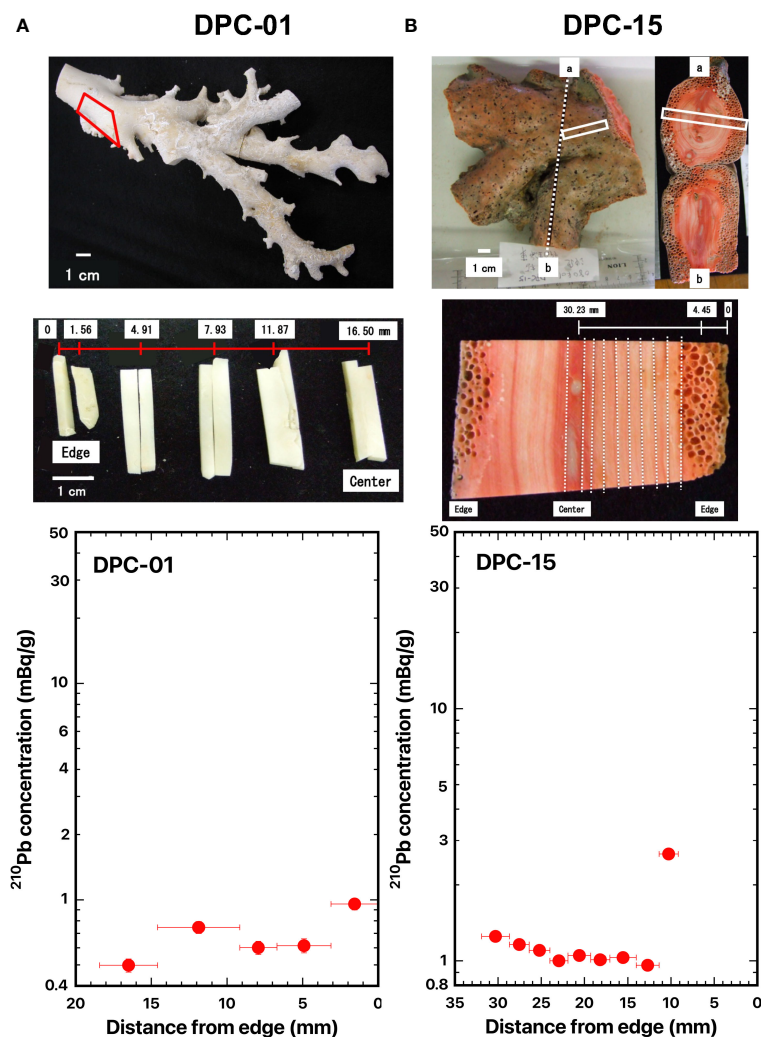 A
DPC-01
1 cm
0
1.56
4.91
7.93
11.87
16.50 mm
Edge
Center
1 cm
DPC-01
50
30
10
6
4
2
1
0.4
²¹⁰Pb concentration (mBq/g)
20
15
10
5
0
Distance from edge (mm)
B
DPC-15
a
a
1 cm
b
b
LION
30.23 mm
4.45
0
Edge
Center
Edge
DPC-15
50
30
10
5
3
1
0.8
²¹⁰Pb concentration (mBq/g)
35
30
25
20
15
10
5
0
Distance from edge (mm)